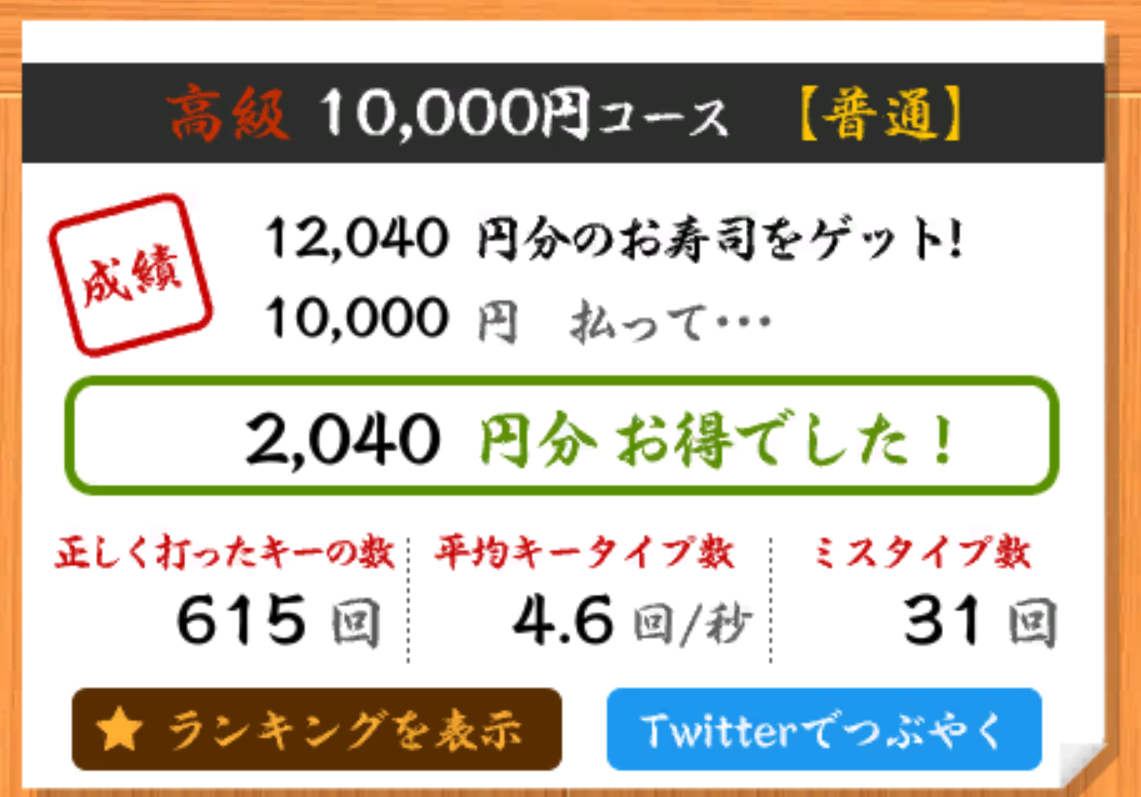 高級 10,000円コース 【普通】
成績
12,040 円分のお寿司をゲット!
10,000 円 払って・・・
2,040 円分 お得でした!
正しく打ったキーの数 平均キータイプ数 ミスタイプ数
615 回 4.6 回/秒 31 回
★ ランキングを表示 Twitterでつぶやく